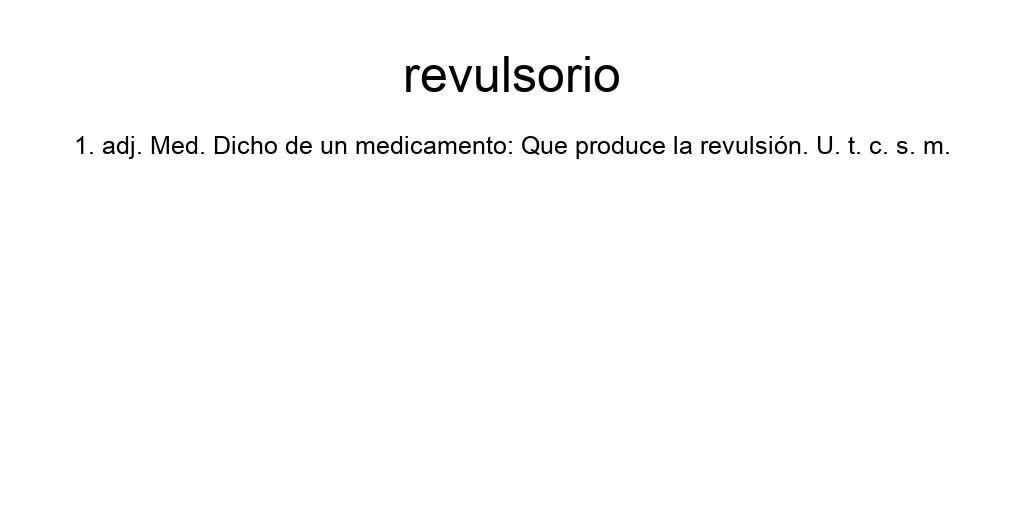 revulsorio
1. adj. Med. Dicho de un medicamento: Que produce la revulsión. U. t. c. s. m.